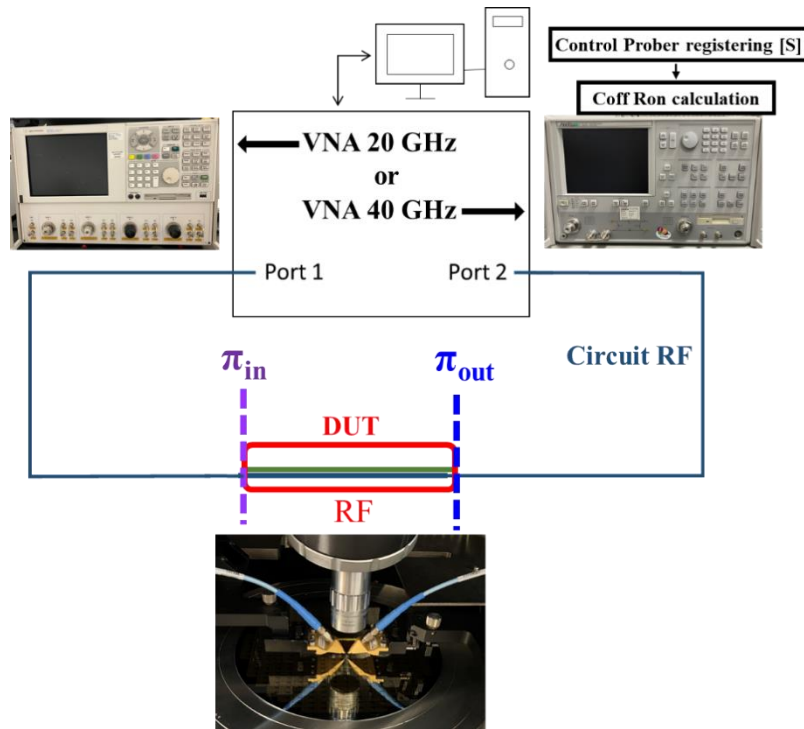 Control Prober registering [S]
Coff Ron calculation
VNA 20 GHz
or
VNA 40 GHz
Port 1
Port 2
Circuit RF
πin
πout
DUT
RF